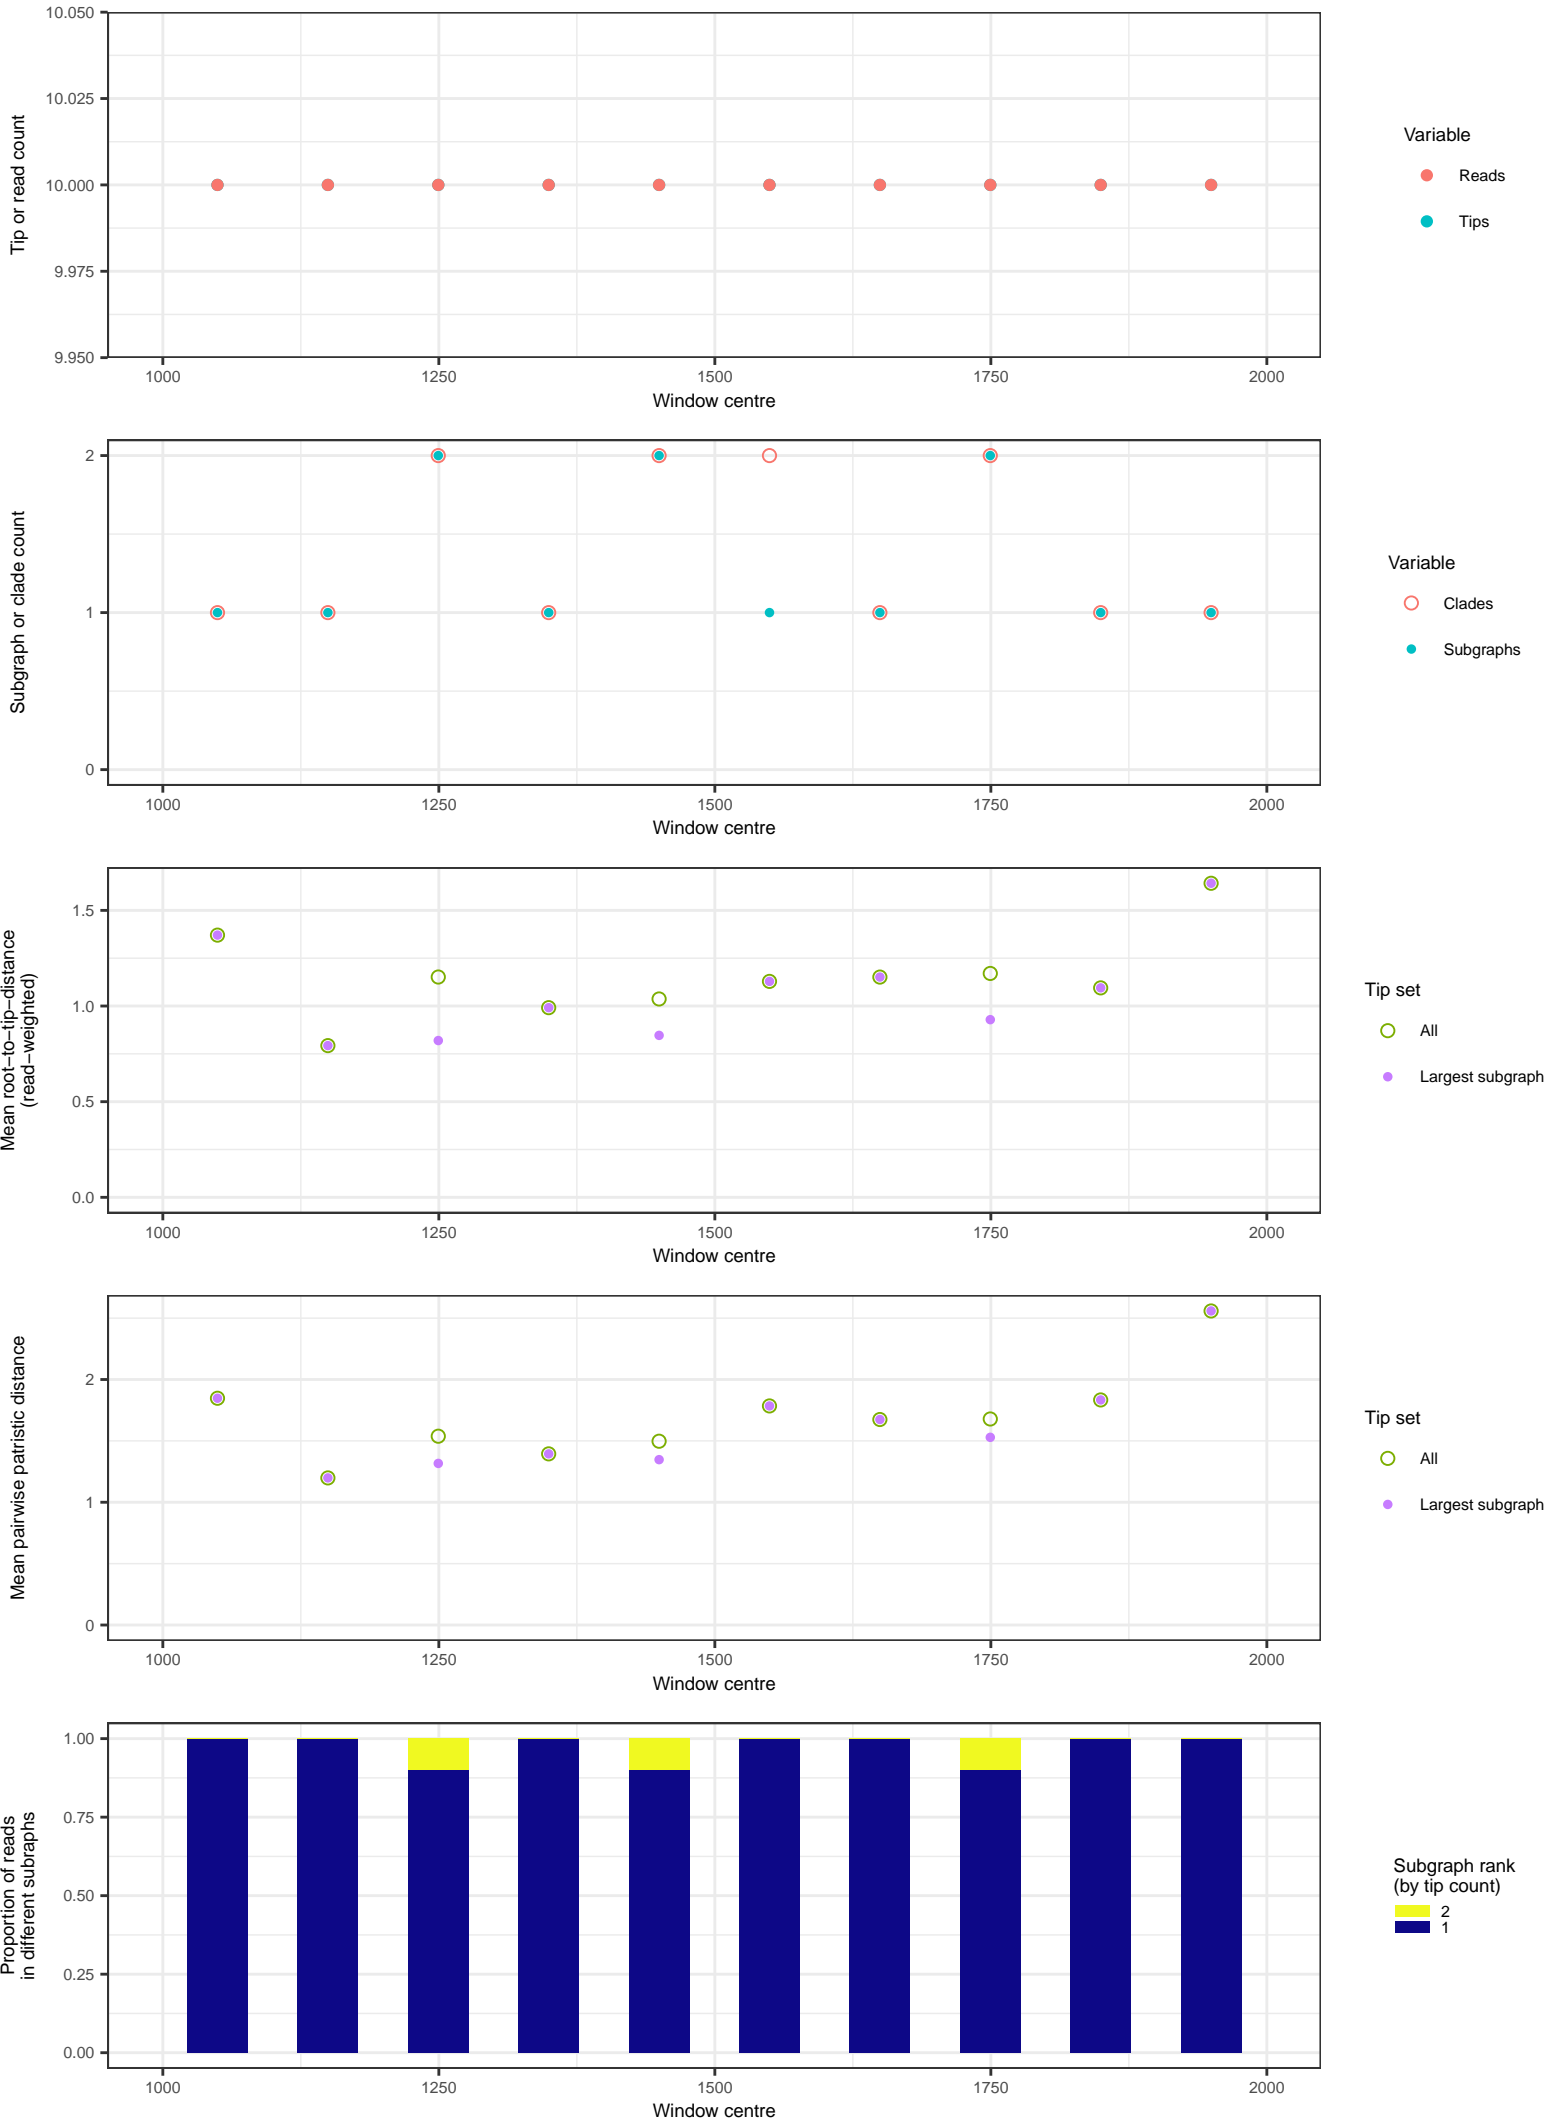 10.050
10.025
10.000
9.975
9.950
Tip or read count
1000 1250 1500 1750 2000
Window centre
Variable
Reads
Tips
2
1
0
Subgraph or clade count
1000 1250 1500 1750 2000
Window centre
Variable
Clades
Subgraphs
1.5
1.0
0.5
0.0
Mean root−to−tip−distance
(read−weighted)
1000 1250 1500 1750 2000
Window centre
Tip set
All
Largest subgraph
2
1
0
Mean pairwise patristic distance
1000 1250 1500 1750 2000
Window centre
Tip set
All
Largest subgraph
1.00
0.75
0.50
0.25
0.00
Proportion of reads
in different subraphs
1000 1250 1500 1750 2000
Window centre
Subgraph rank
(by tip count)
2
1